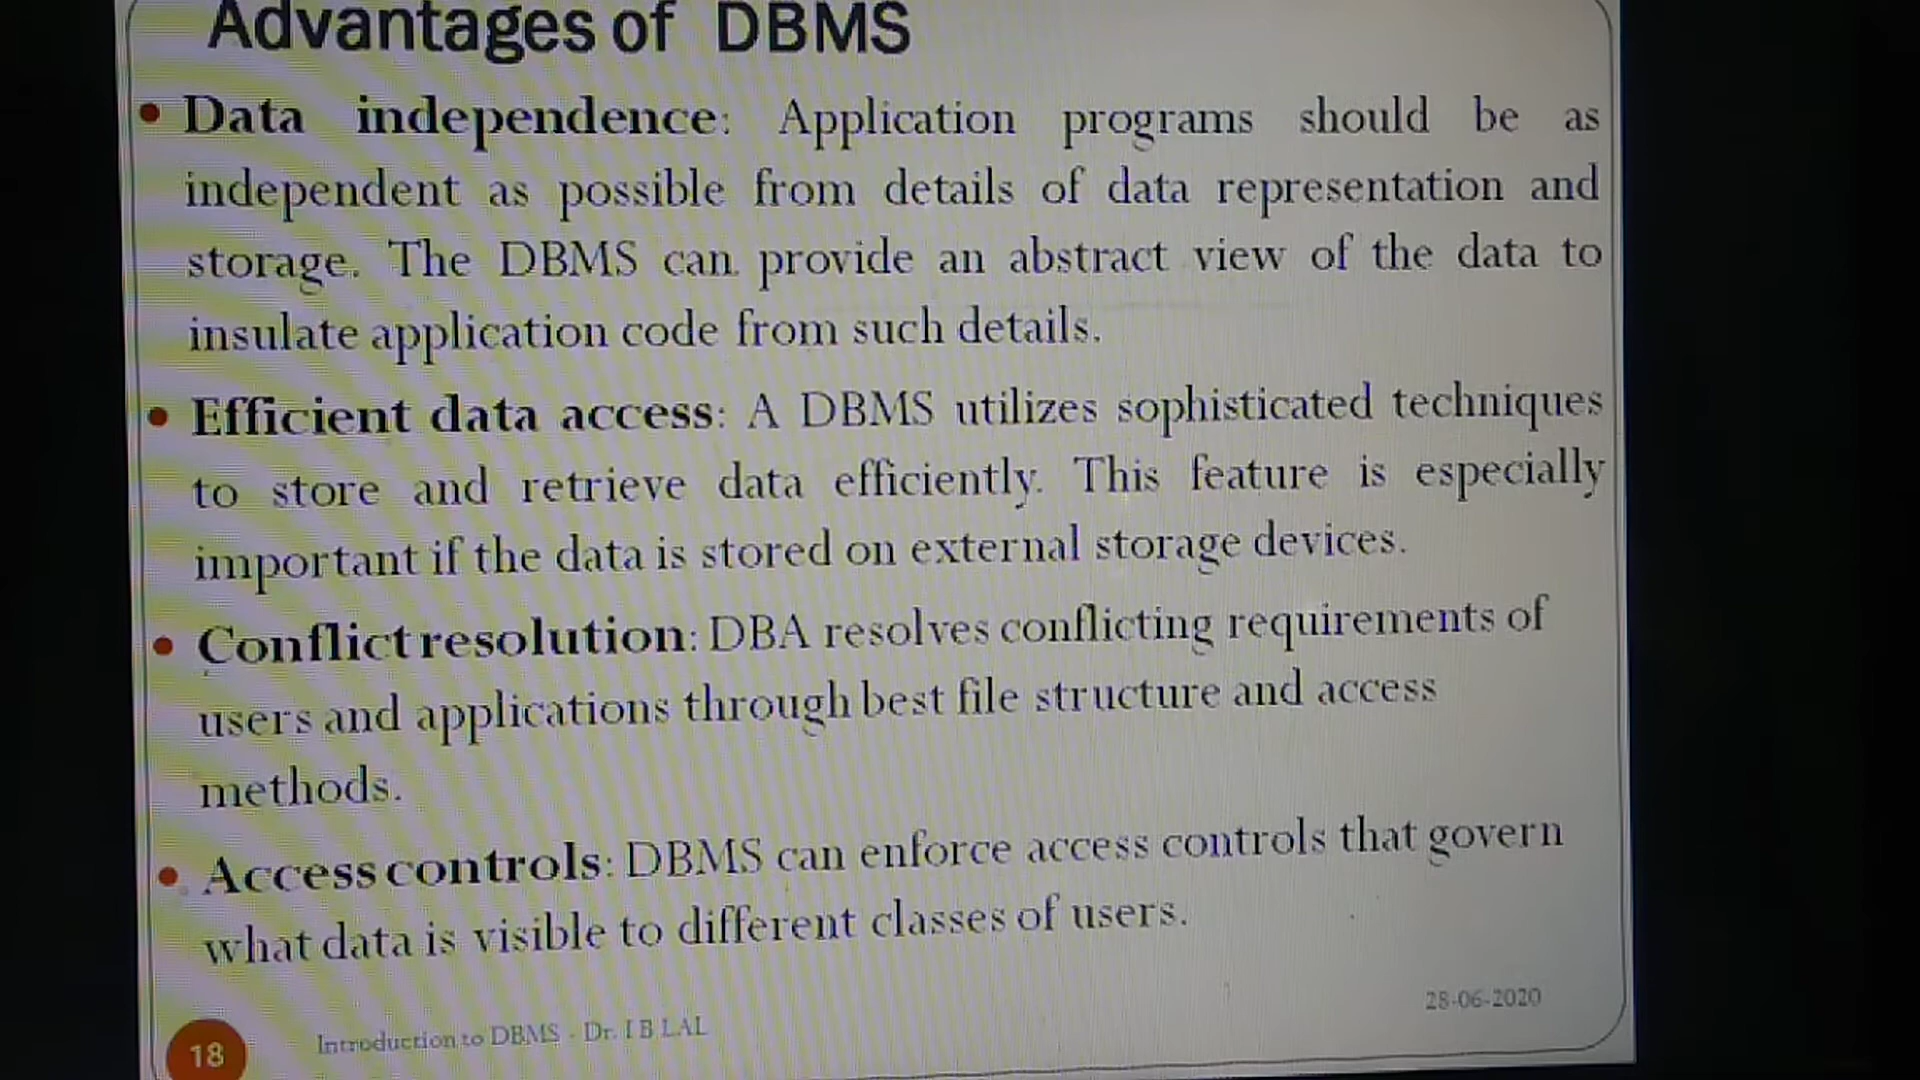 Advantages of DBMS
• Data independence: Application programs should be as
independent as possible from details of data representation and
storage. The DBMS can provide an abstract view of the data to
insulate application code from such details.
• Efficient data access: A DBMS utilizes sophisticated techniques
to store and retrieve data efficiently. This feature is especially
important if the data is stored on external storage devices.
• Conflict resolution: DBA resolves conflicting requirements of
users and applications through best file structure and access
methods.
• Access controls: DBMS can enforce access controls that govern
what data is visible to different classes of users.
28-06-2020
18 Introduction to DBMS - Dr. I B LAL